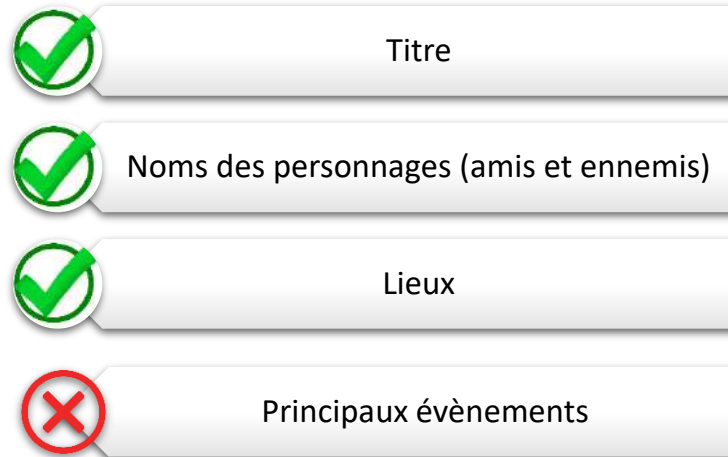 Titre
Noms des personnages (amis et ennemis)
Lieux
Principaux évènements